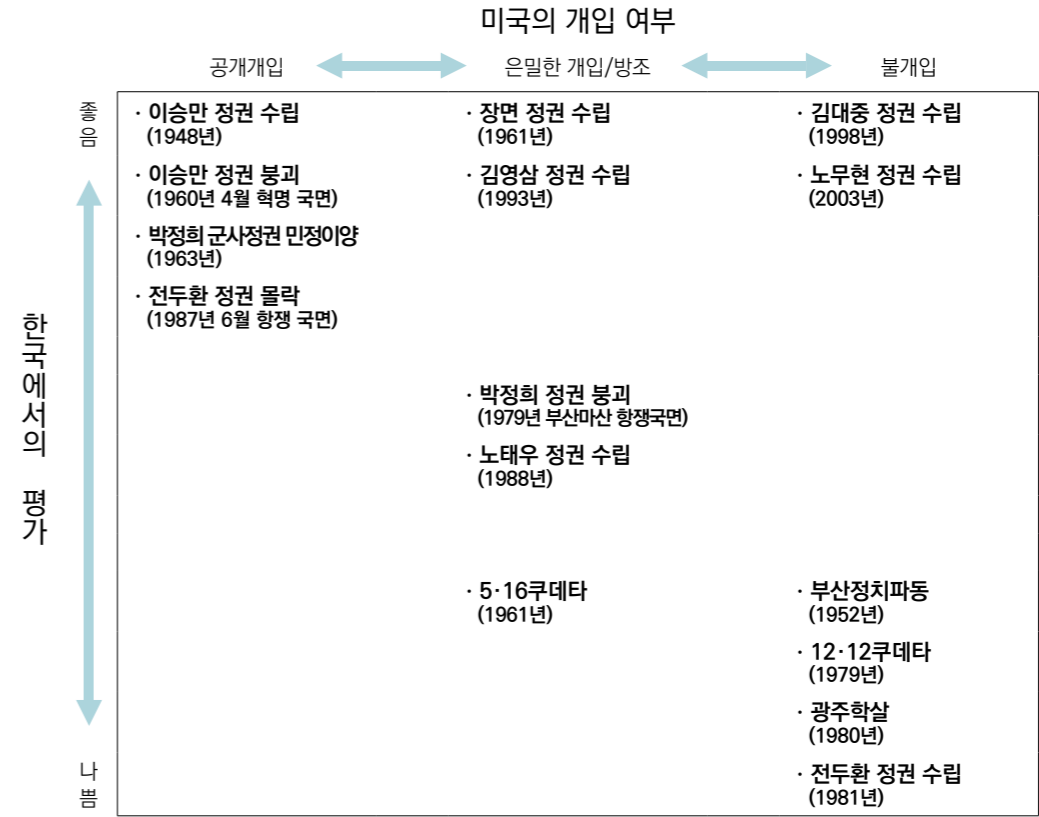 미국의 개입 여부
공개개입
은밀한 개입/방조
불개입
한국에서의 평가
좋음
나쁨
· 이승만 정권 수립
(1948년)
· 이승만 정권 붕괴
(1960년 4월 혁명 국면)
· 박정희 군사정권 민정이양
(1963년)
· 전두환 정권 몰락
(1987년 6월 항쟁 국면)
· 장면 정권 수립
(1961년)
· 김영삼 정권 수립
(1993년)
· 박정희 정권 붕괴
(1979년 부산마산 항쟁국면)
· 노태우 정권 수립
(1988년)
· 5·16쿠데타
(1961년)
· 김대중 정권 수립
(1998년)
· 노무현 정권 수립
(2003년)
· 부산정치파동
(1952년)
· 12·12쿠데타
(1979년)
· 광주학살
(1980년)
· 전두환 정권 수립
(1981년)